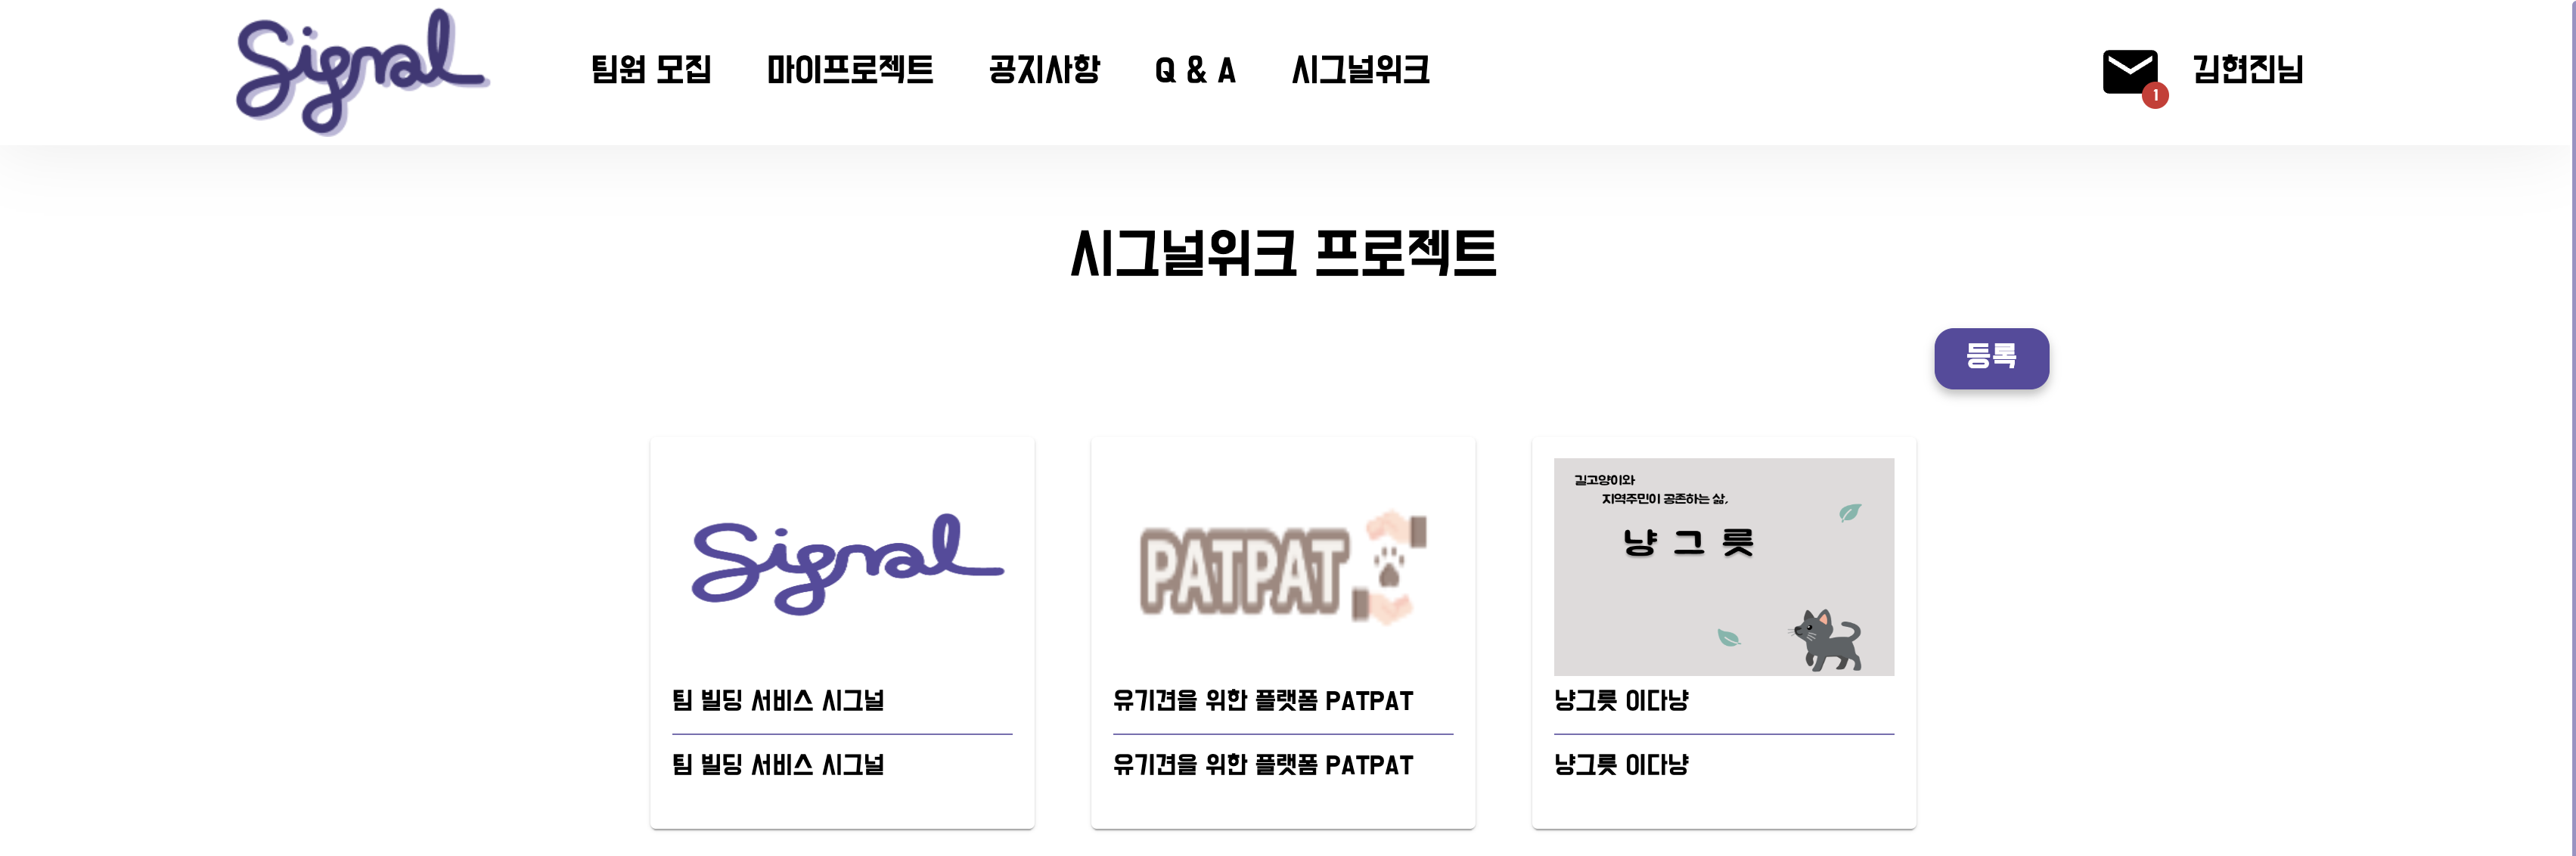 Signal
팀원 모집 마이프로젝트 공지사항 Q & A 시그널위크 1 김현진님
시그널위크 프로젝트
등록
Signal
팀 빌딩 서비스 시그널
팀 빌딩 서비스 시그널
PATPAT
유기견을 위한 플랫폼 PATPAT
유기견을 위한 플랫폼 PATPAT
길고양이와
지역주민이 공존하는 삶,
냥그릇
냥그릇 이다냥
냥그릇 이다냥